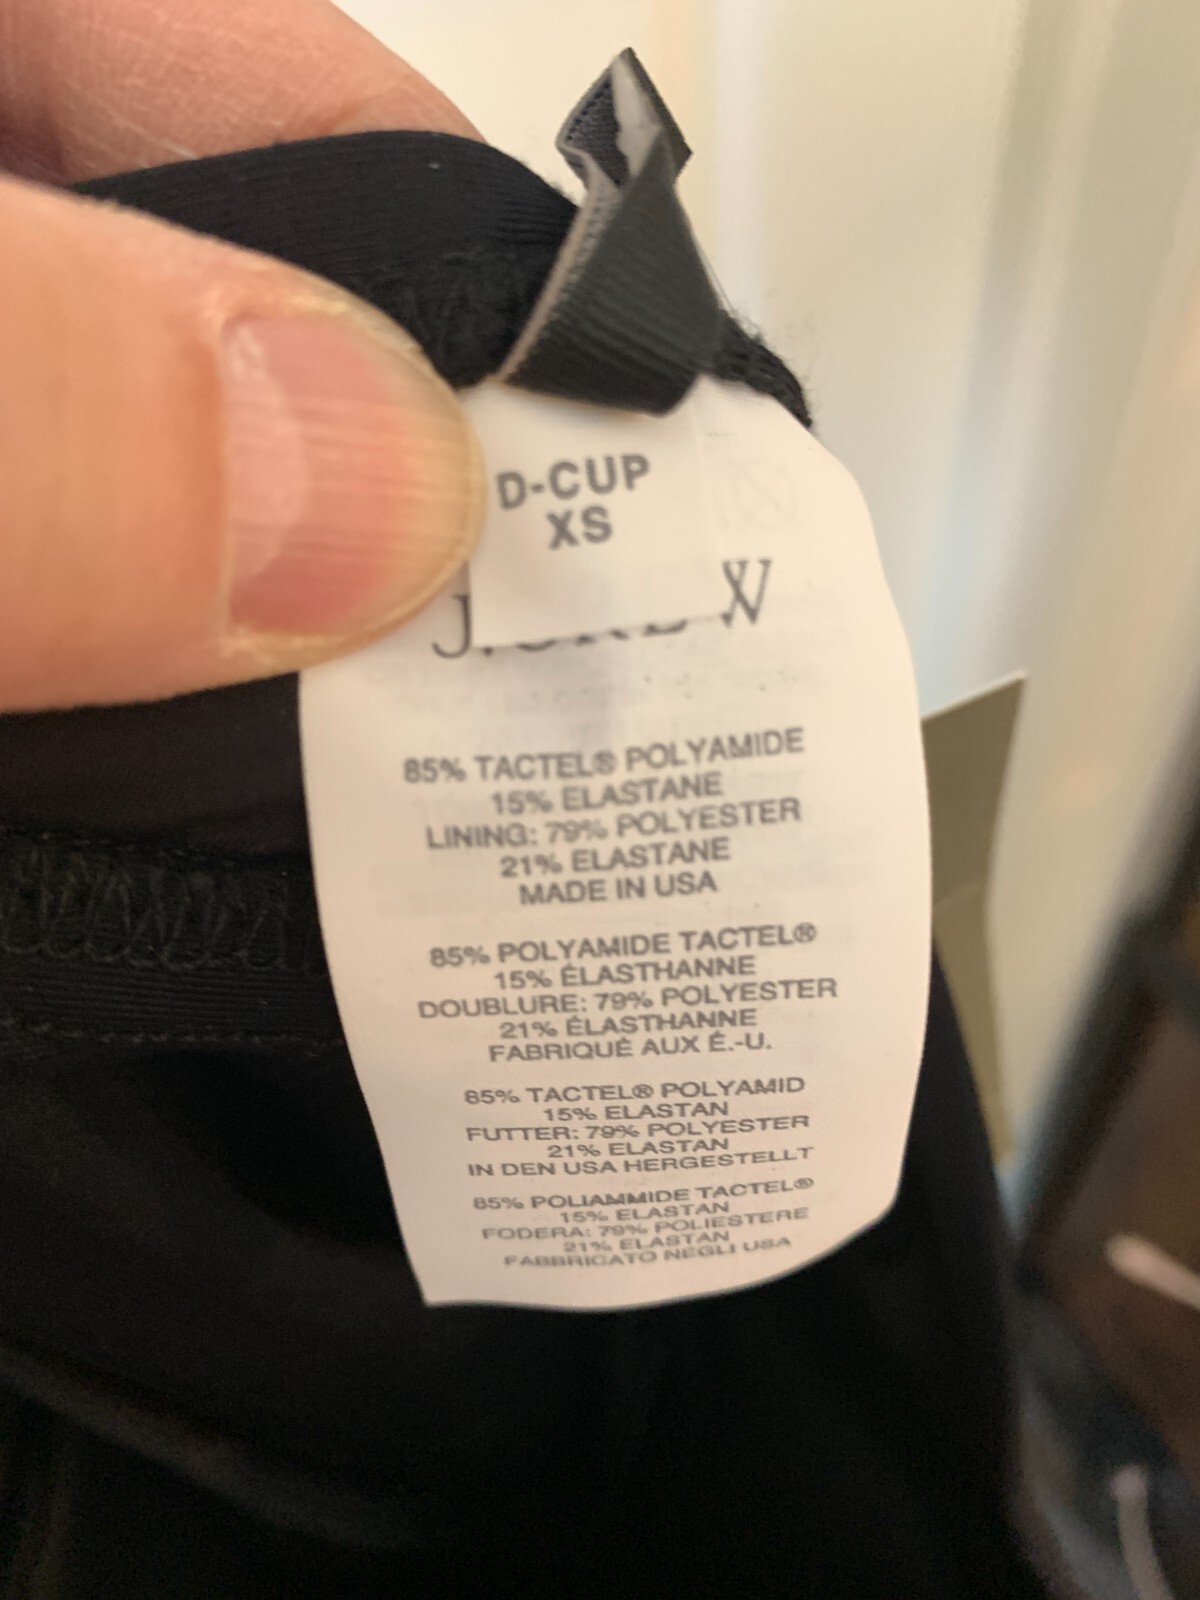 D-CUP
XS
J.CREW
85% TACTEL® POLYAMIDE
15% ELASTANE
LINING: 79% POLYESTER
21% ELASTANE
MADE IN USA
85% POLYAMIDE TACTEL®
15% ÉLASTHANNE
DOUBLURE: 79% POLYESTER
21% ÉLASTHANNE
FABRIQUÉ AUX É.-U.
85% TACTEL® POLYAMID
15% ELASTAN
FUTTER: 79% POLYESTER
21% ELASTAN
IN DEN USA HERGESTELLT
85% POLIAMMIDE TACTEL®
15% ELASTAN
FODERA: 79% POLIESTERE
21% ELASTAN
FABBRICATO NEGLI USA